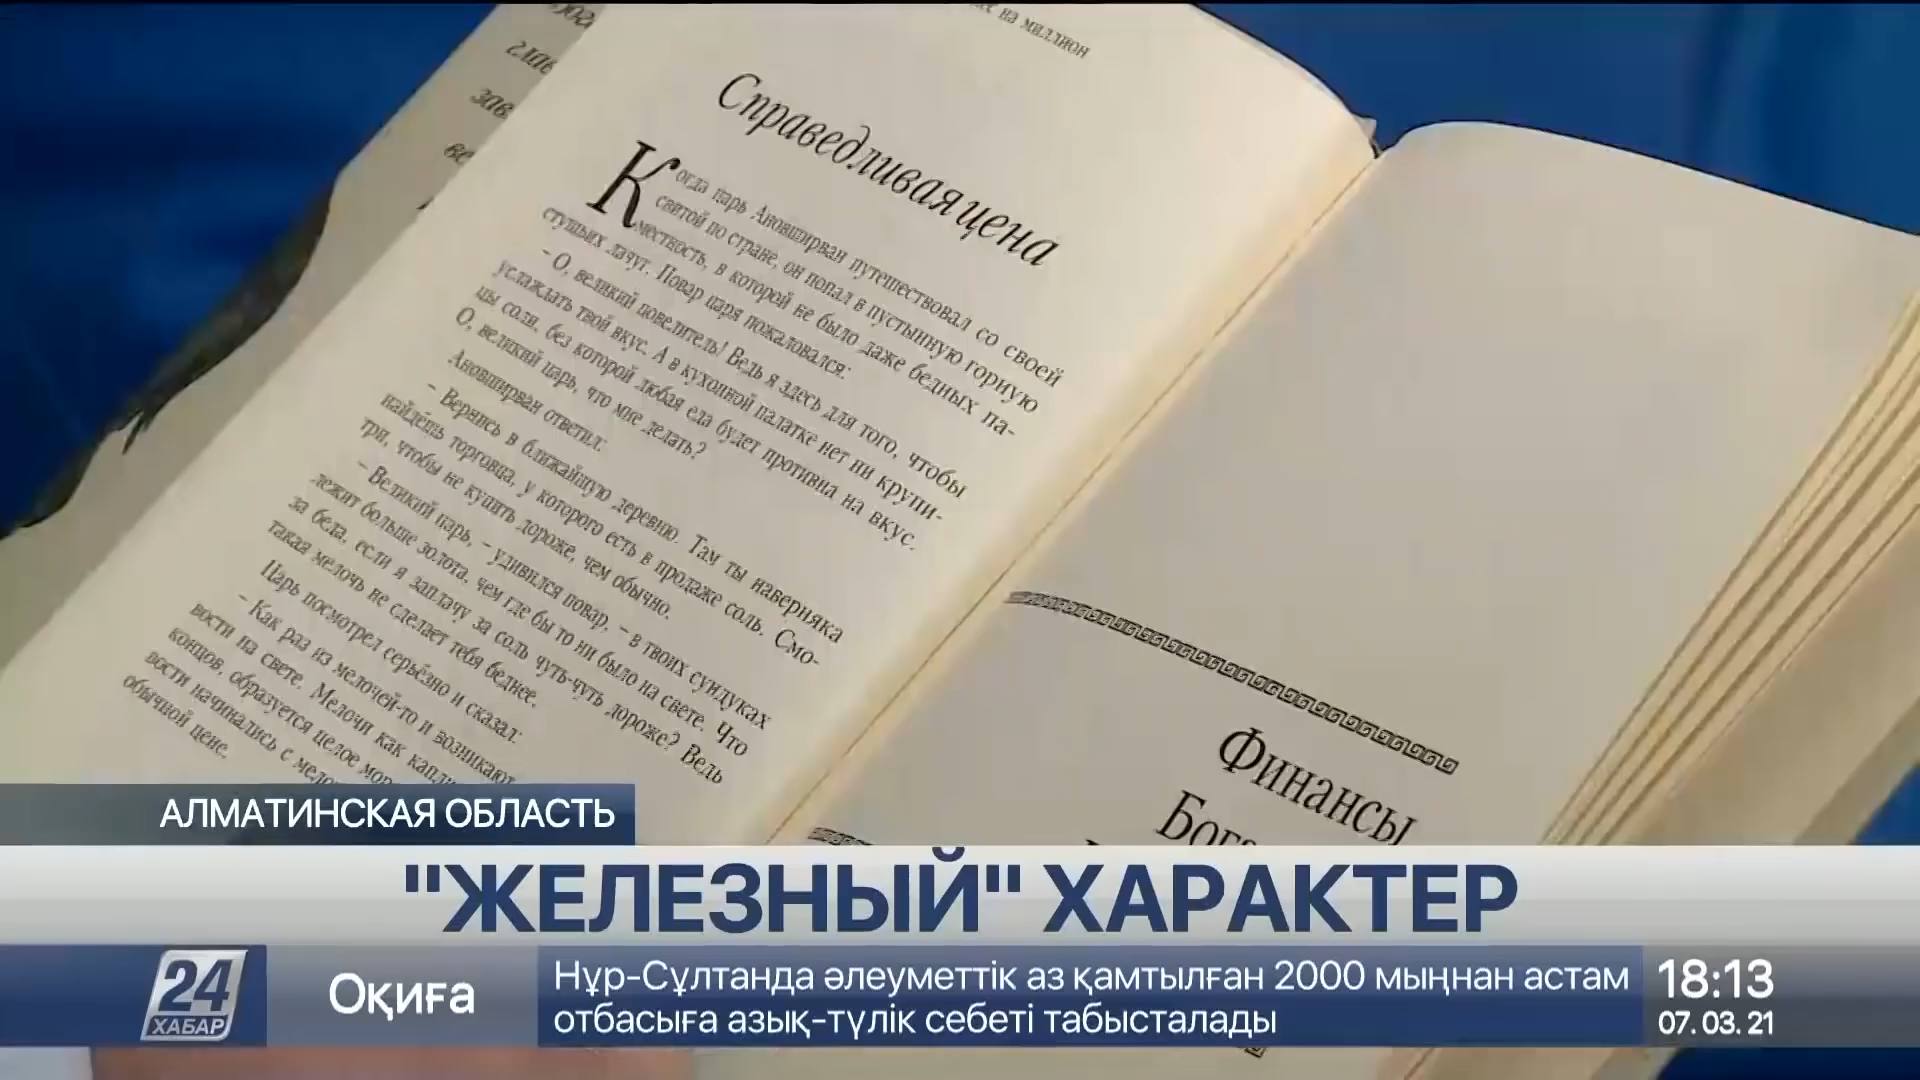 на миллион
Справедливая цена
Когда царь Ановширван путешествовал со своей
свитой по стране, он попал в пустынную горную
местность, в которой не было даже бедных па-
стушьих лачуг. Повар царя пожаловался:
– О, великий повелитель! Ведь я здесь для того, чтобы
услаждать твой вкус. А в кухонной палатке нет ни крупи-
цы соли, без которой любая еда будет противна на вкус.
О, великий царь, что мне делать?
Ановширван ответил:
– Вернись в ближайшую деревню. Там ты наверняка
найдёшь торговца, у которого есть в продаже соль. Смо-
три, чтобы не купить дороже, чем обычно.
– Великий царь, – удивился повар, – в твоих сундуках
лежит больше золота, чем где бы то ни было на свете. Что
за беда, если я заплачу за соль чуть-чуть дороже? Ведь
такая мелочь не сделает тебя беднее.
Царь посмотрел серьёзно и сказал:
– Как раз из мелочей-то и возникают
вости на свете. Мелочи как капли
концов, образуется целое мор
вости начинались с мело
обычной цене.
Финансы
АЛМАТИНСКАЯ ОБЛАСТЬ
"ЖЕЛЕЗНЫЙ" ХАРАКТЕР
24
ХАБАР
Оқиға
Нұр-Сұлтанда әлеуметтік аз қамтылған 2000 мыңнан астам
отбасыға азық-түлік себеті табысталады
18:13
07. 03. 21